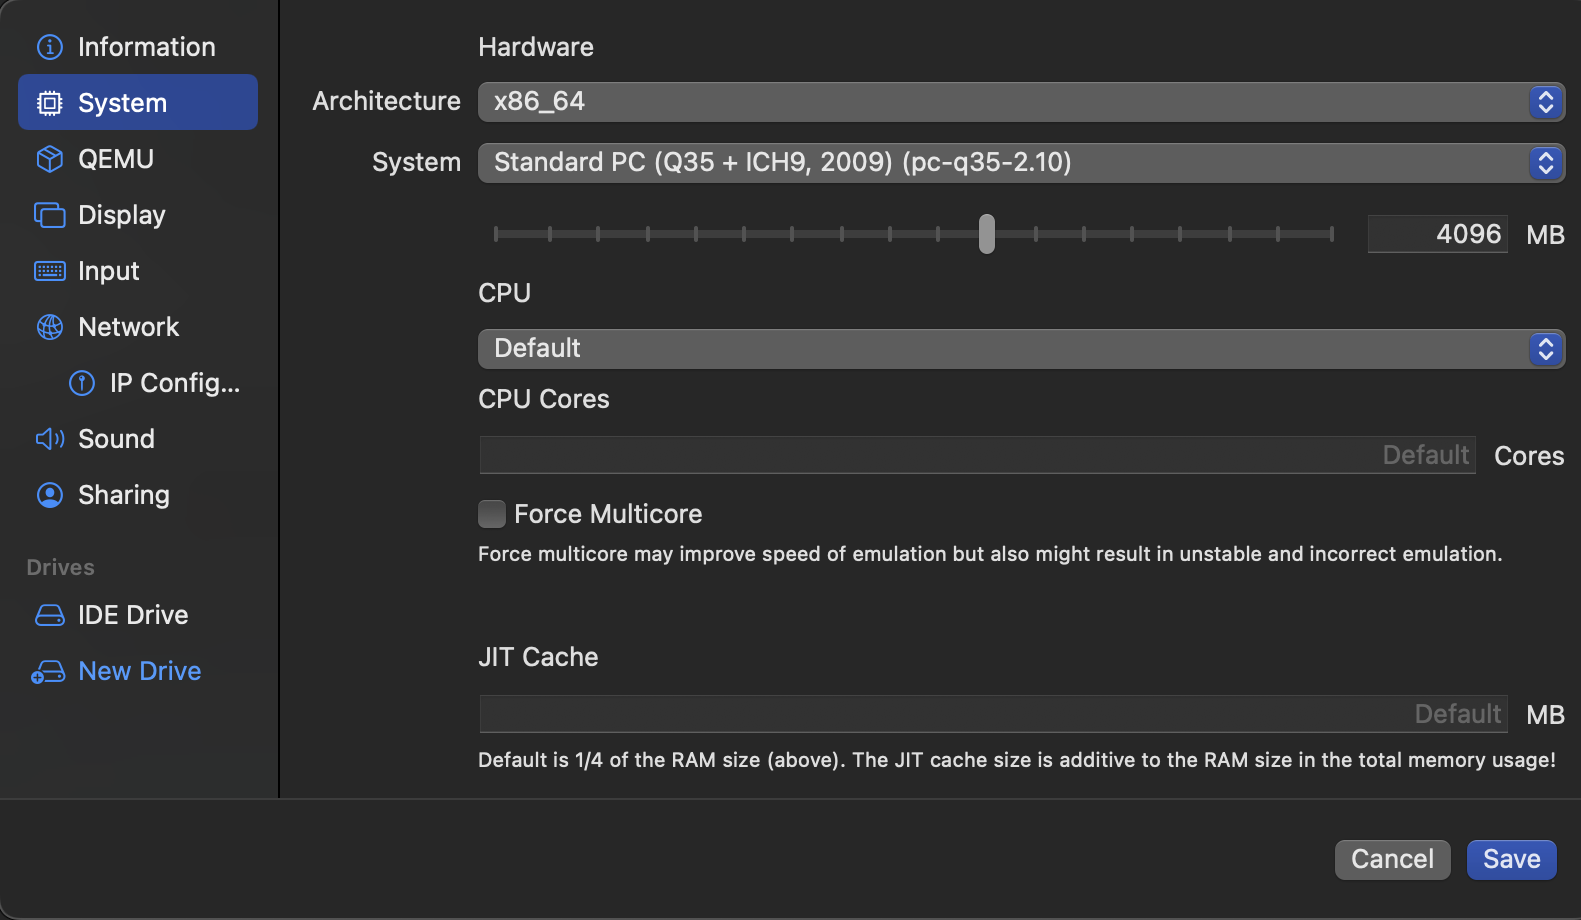 Information
System
QEMU
Display
Input
Network
IP Config...
Sound
Sharing
Drives
IDE Drive
New Drive
Hardware
Architecture x86_64
System Standard PC (Q35 + ICH9, 2009) (pc-q35-2.10)
4096 MB
CPU
Default
CPU Cores
Default Cores
Force Multicore
Force multicore may improve speed of emulation but also might result in unstable and incorrect emulation.
JIT Cache
Default MB
Default is 1/4 of the RAM size (above). The JIT cache size is additive to the RAM size in the total memory usage!
Cancel Save